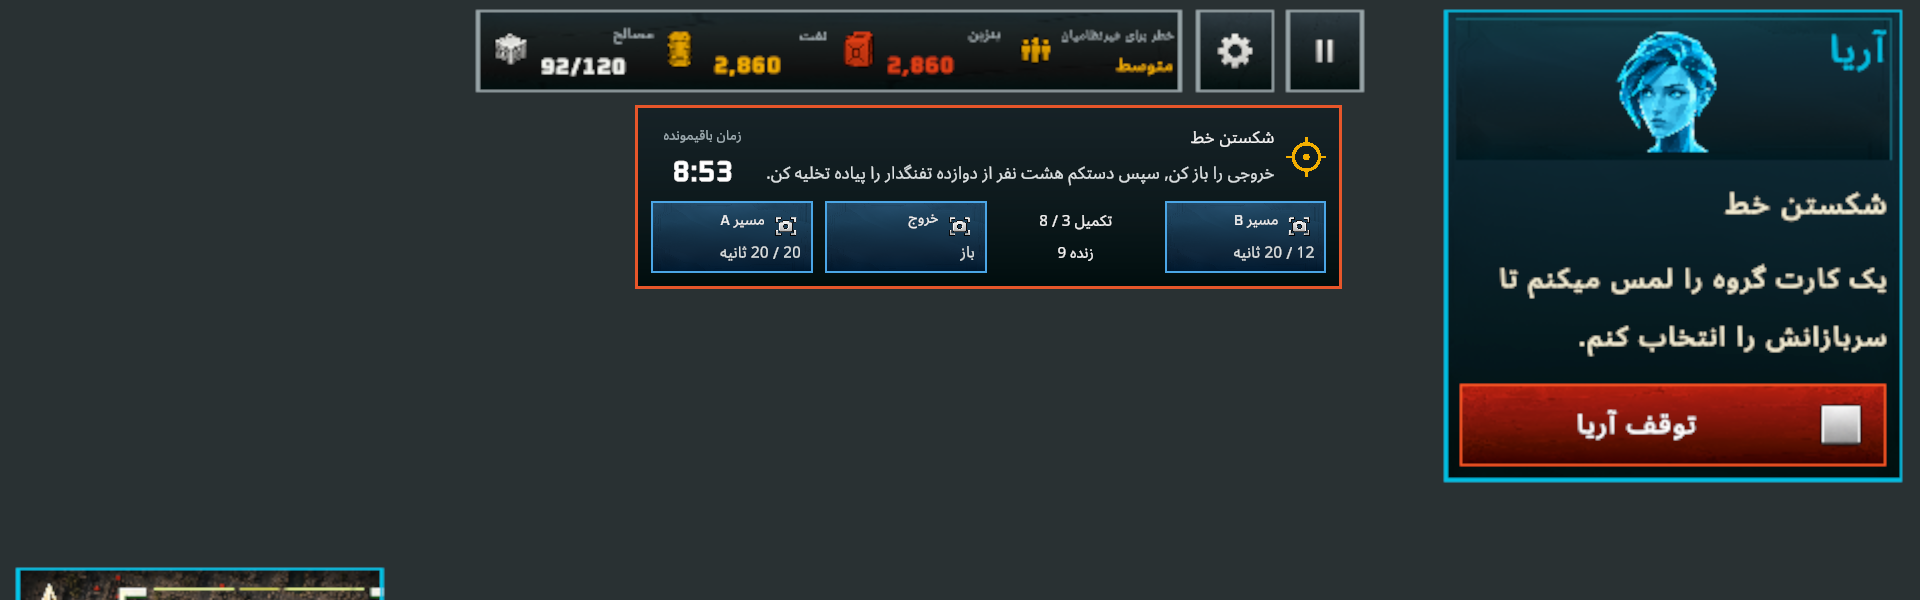 مصالح
92/120
نفت
2,860
بنزین
2,860
خطر برای غیرنظامیان
متوسط
شکستن خط
خروجی را باز کن, سپس دستکم هشت نفر از دوازده تفنگدار را پیاده تخلیه کن.
زمان باقیمونده
8:53
مسیر A
20 / 20 ثانیه
خروج
باز
تکمیل 3 / 8
زنده 9
مسیر B
12 / 20 ثانیه
آریا
شکستن خط
یک کارت گروه را لمس میکنم تا
سربازانش را انتخاب کنم.
توقف آریا